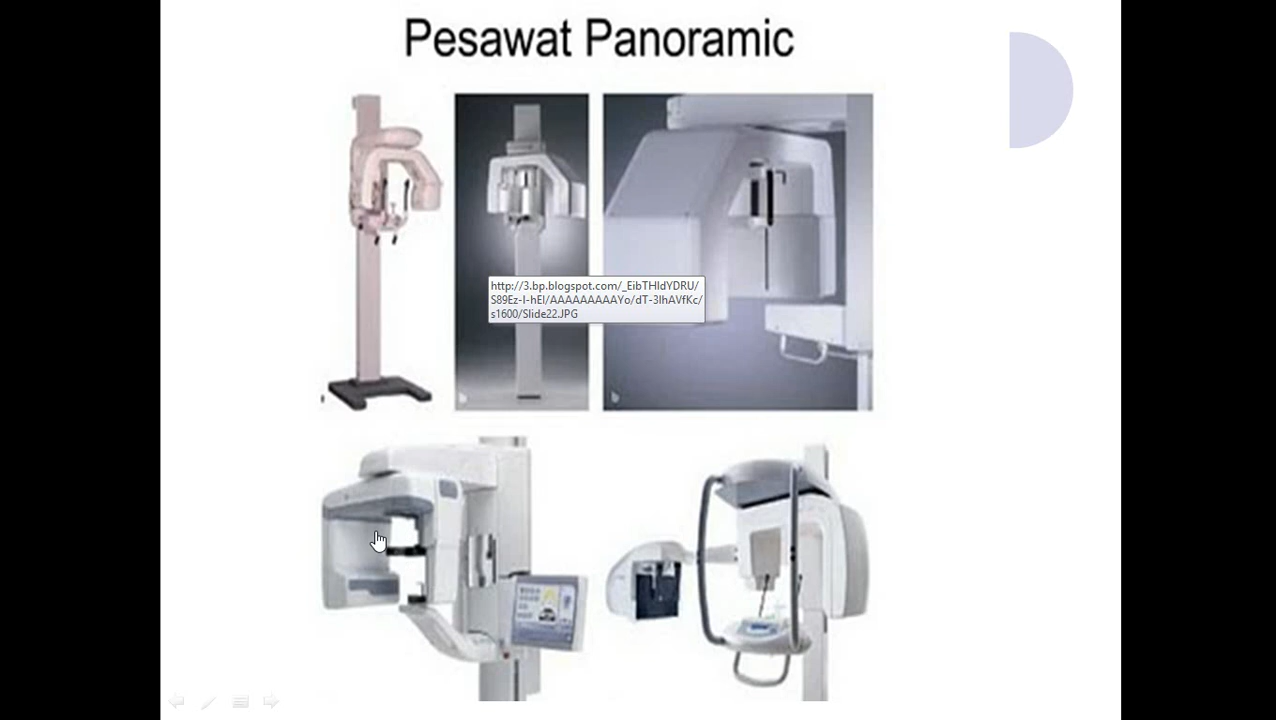 Pesawat Panoramic
http://3.bp.blogspot.com/_EibTHIdYDRU/
S89Ez-I-hEI/AAAAAAAAAYo/dT-3IhAVfKc/
s1600/Slide22.JPG
b
b